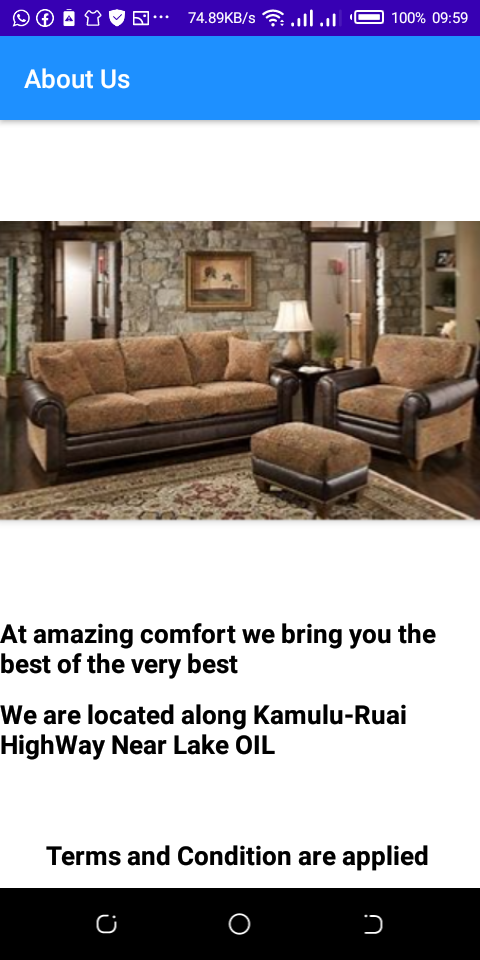 74.89KB/s 100% 09:59
About Us
At amazing comfort we bring you the
best of the very best
We are located along Kamulu-Ruai
HighWay Near Lake OIL
Terms and Condition are applied